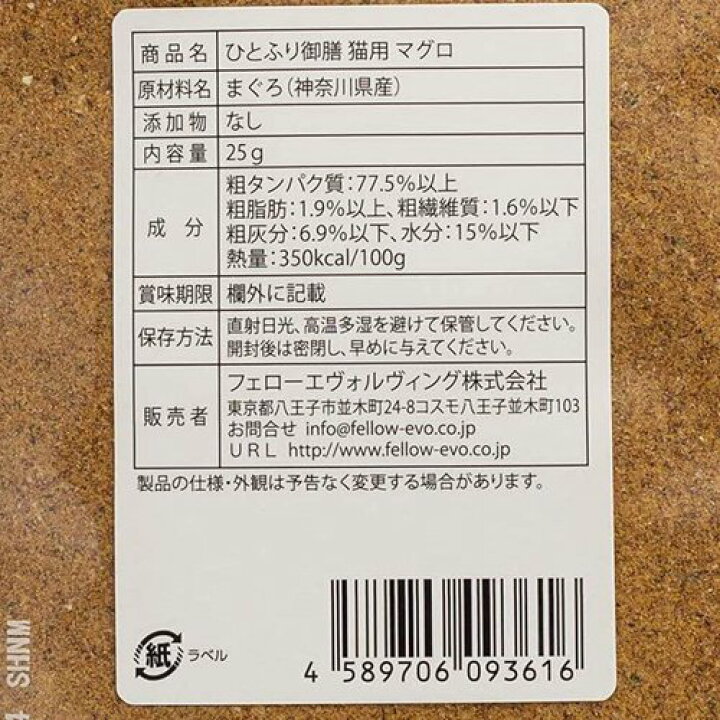 商品名 ひとふり御膳 猫用 マグロ
原材料名 まぐろ（神奈川県産）
添加物 なし
内容量 25g
成分 粗タンパク質：77.5%以上
粗脂肪：1.9%以上、粗繊維質：1.6%以下
粗灰分：6.9%以下、水分：15%以下
熱量：350kcal/100g
賞味期限 欄外に記載
保存方法 直射日光、高温多湿を避けて保管してください。
開封後は密閉し、早めに与えてください。
販売者 フェローエヴォルヴィング株式会社
東京都八王子市並木町24-8コスモ八王子並木町103
お問合せ info@fellow-evo.co.jp
ＵＲＬ http://www.fellow-evo.co.jp
製品の仕様・外観は予告なく変更する場合があります。
紙 ラベル
4 589706 093616
WNHS